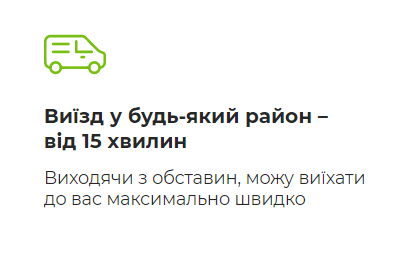 Виїзд у будь-який район –
від 15 хвилин
Виходячи з обставин, можу виїхати
до вас максимально швидко